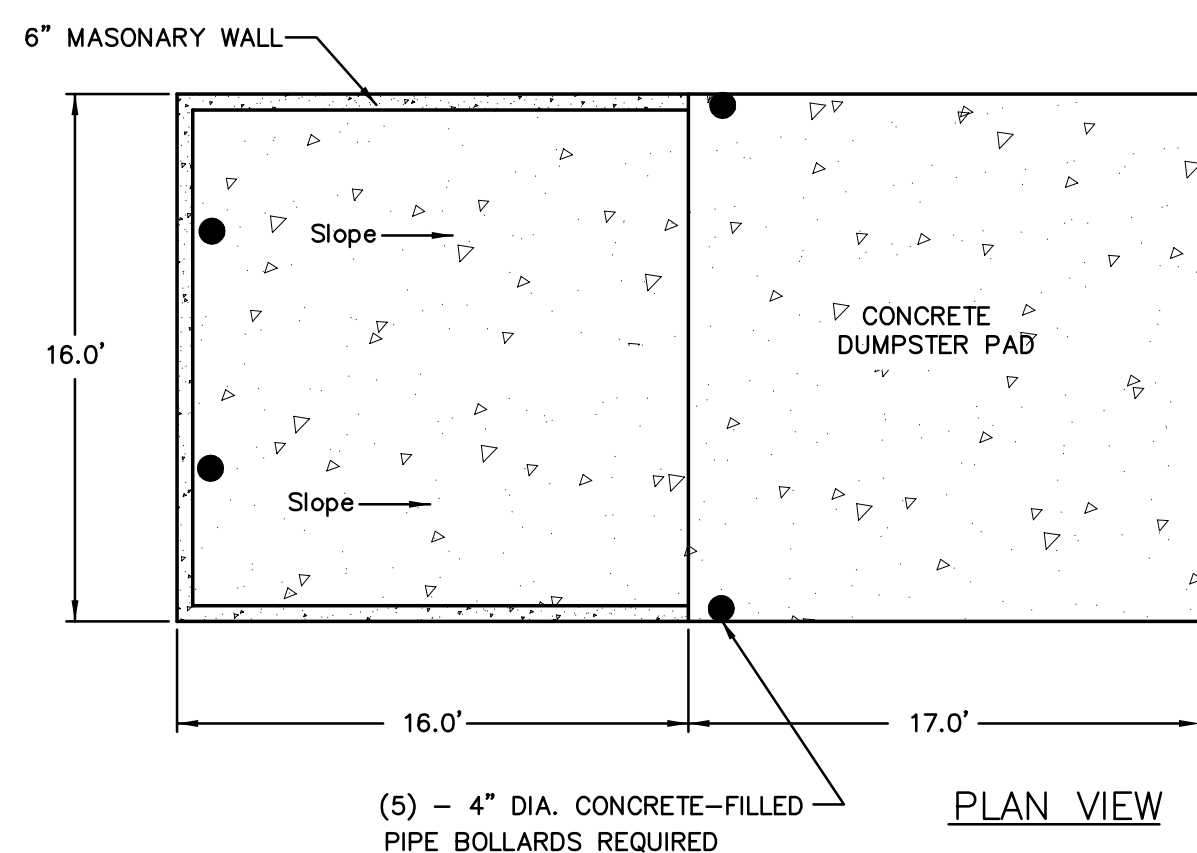 6” MASONARY WALL
Slope
16.0’
CONCRETE
DUMPSTER PAD
Slope
16.0’
17.0’
(5) – 4” DIA. CONCRETE–FILLED
PIPE BOLLARDS REQUIRED
PLAN VIEW